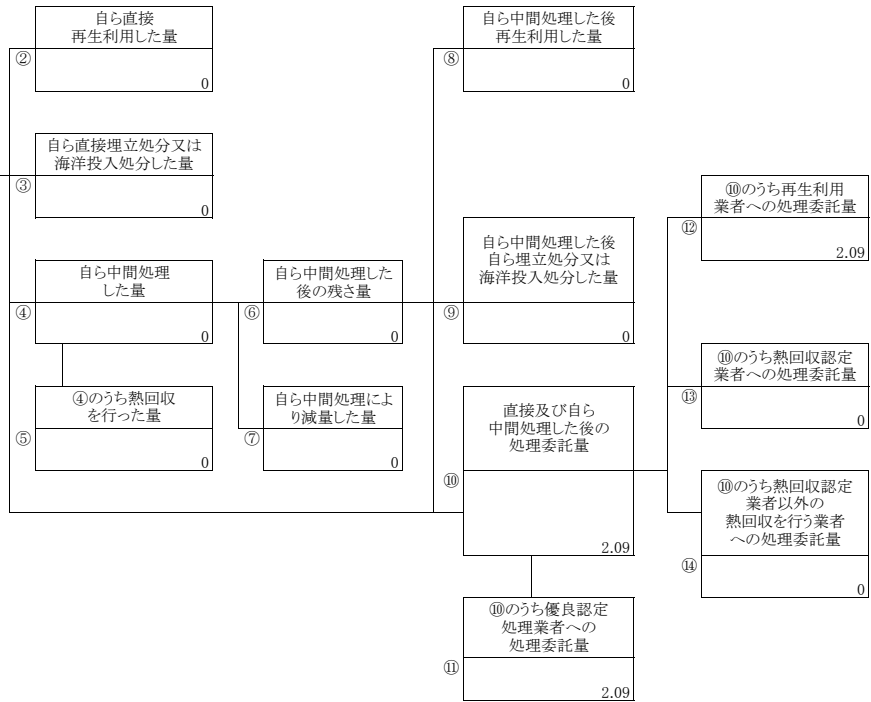 自ら直接
再生利用した量
②
0
自ら直接埋立処分又は
海洋投入処分した量
③
0
自ら中間処理
した量
④
0
④のうち熱回収
を行った量
⑤
0
自ら中間処理した
後の残さ量
⑥
0
自ら中間処理によ
り減量した量
⑦
0
自ら中間処理した後
再生利用した量
⑧
0
自ら中間処理した後
自ら埋立処分又は
海洋投入処分した量
⑨
0
直接及び自ら
中間処理した後の
処理委託量
⑩
2.09
⑩のうち優良認定
処理業者への
処理委託量
⑪
2.09
⑩のうち再生利用
業者への処理委託量
⑫
2.09
⑩のうち熱回収認定
業者への処理委託量
⑬
0
⑩のうち熱回収認定
業者以外の
熱回収を行う業者
への処理委託量
⑭
0